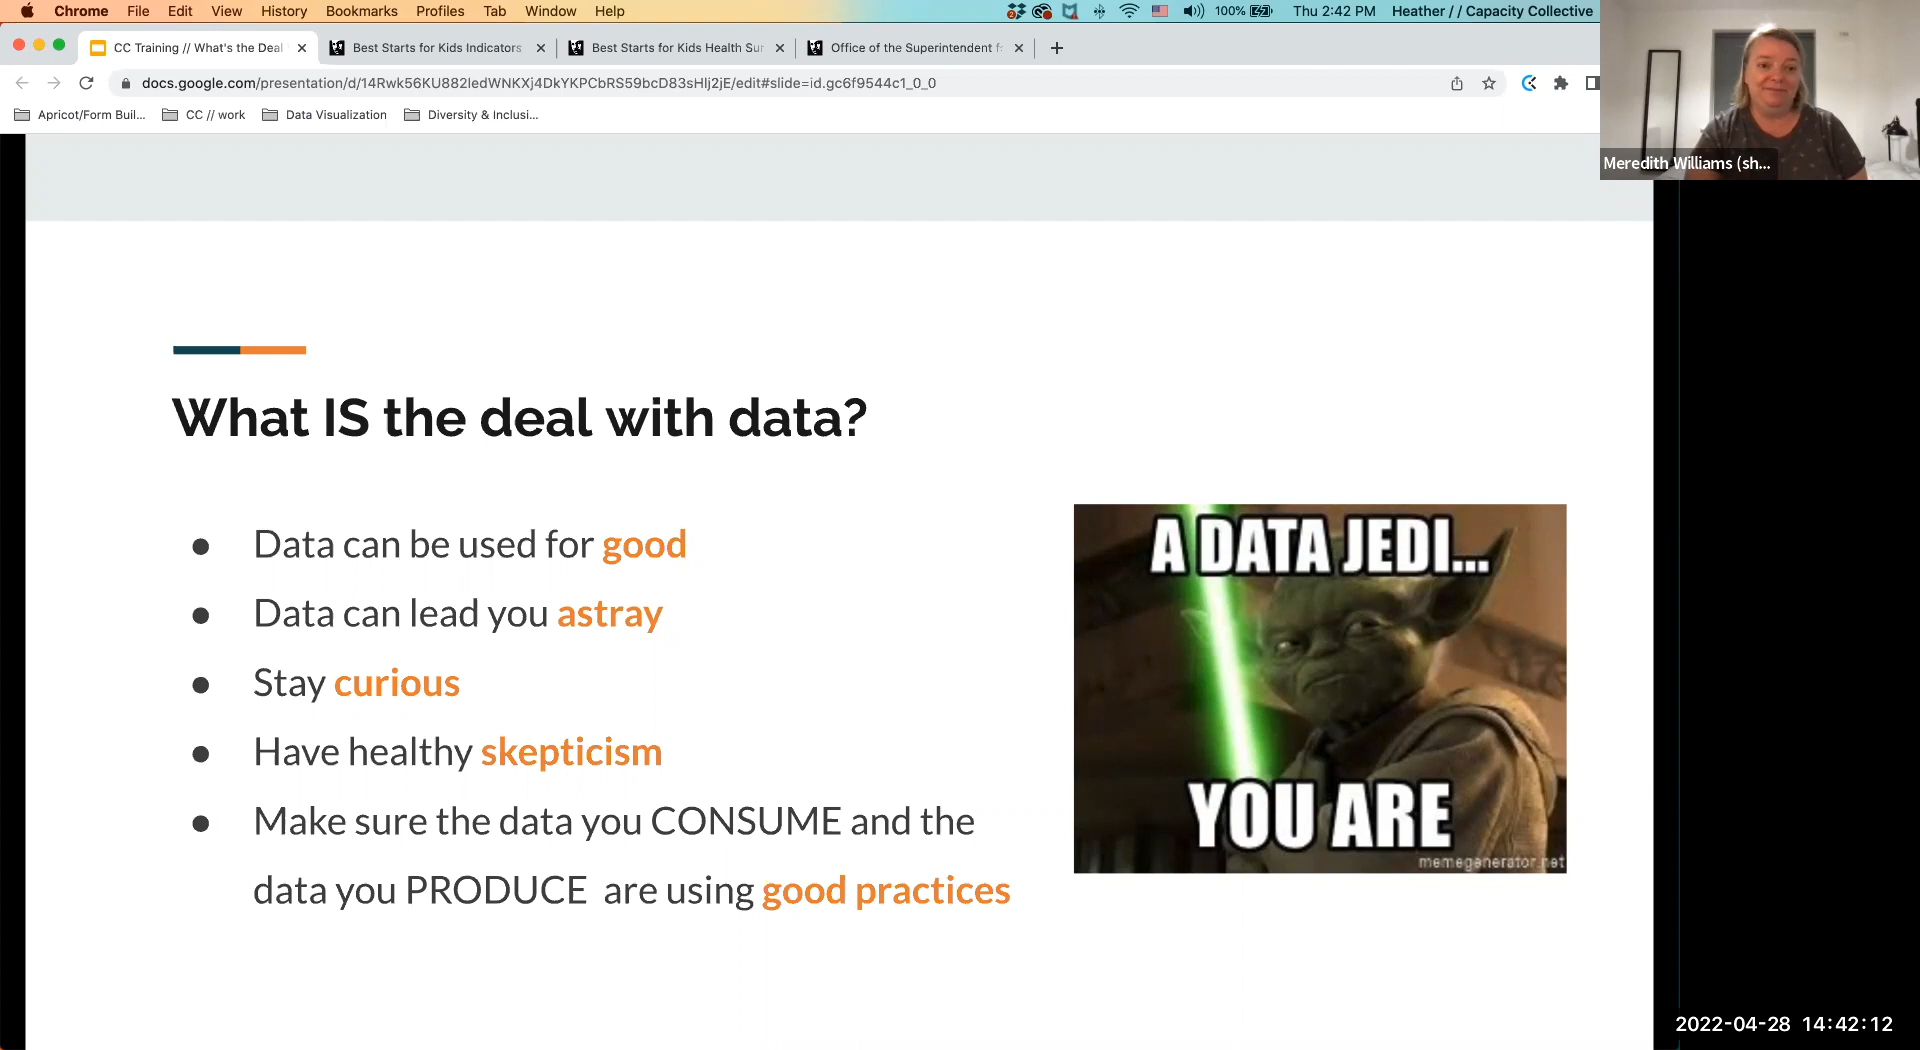 Chrome File Edit View History Bookmarks Profiles Tab Window Help
100% Thu 2:42 PM Heather // Capacity Collective
CC Training // What's the Deal
Best Starts for Kids Indicators
Best Starts for Kids Health Sur
Office of the Superintendent f
docs.google.com/presentation/d/14Rwk56KU882IedWNKXj4DkYKPCbRS59bcD83sHlj2jE/edit#slide=id.gc6f9544c1_0_0
Apricot/Form Buil... CC // work Data Visualization Diversity & Inclusi...
Meredith Williams (sh...
What IS the deal with data?
● Data can be used for good
● Data can lead you astray
● Stay curious
● Have healthy skepticism
● Make sure the data you CONSUME and the
data you PRODUCE are using good practices
A DATA JEDI...
YOU ARE
memegenerator.net
2022-04-28 14:42:12